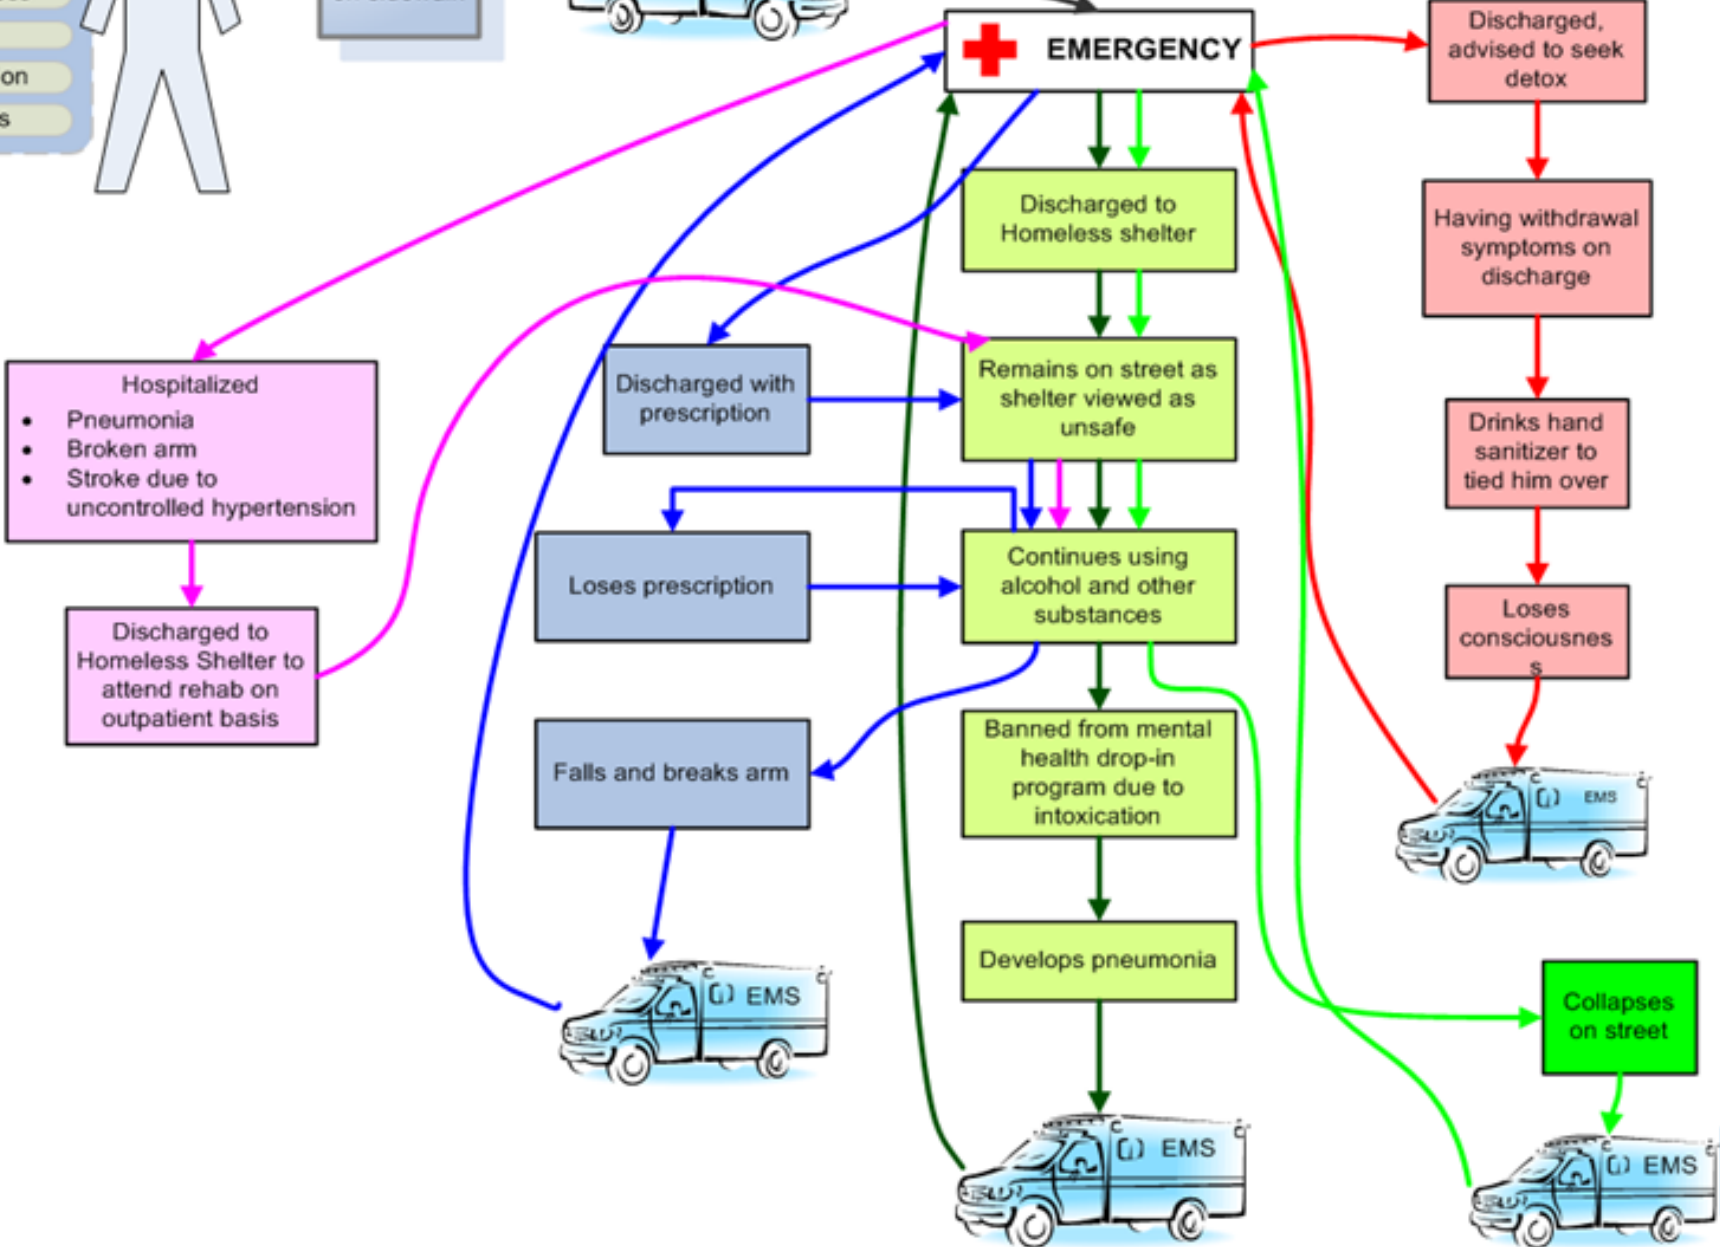 on
s
EMERGENCY
Discharged,
advised to seek
detox
Discharged to
Homeless shelter
Having withdrawal
symptoms on
discharge
Hospitalized
• Pneumonia
• Broken arm
• Stroke due to
uncontrolled hypertension
Discharged with
prescription
Remains on street as
shelter viewed as
unsafe
Drinks hand
sanitizer to
tied him over
Loses prescription
Continues using
alcohol and other
substances
Loses
consciousnes
s
Discharged to
Homeless Shelter to
attend rehab on
outpatient basis
Falls and breaks arm
Banned from mental
health drop-in
program due to
intoxication
EMS
Develops pneumonia
EMS
Collapses
on street
EMS
EMS